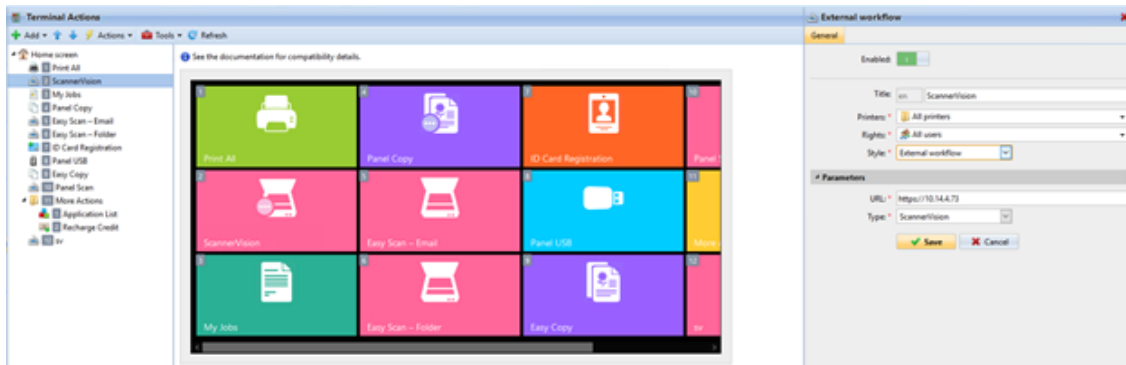 Terminal Actions
Add Actions Tools Refresh
Home screen
Print All
ScannerVision
My Jobs
Panel Copy
Easy Scan – Email
Easy Scan – Folder
ID Card Registration
Panel USB
Easy Copy
Panel Scan
More Actions
Application List
Recharge Credit
sv
See the documentation for compatibility details.
1 4 7 10
Print All Panel Copy ID Card Registration Panel S
2 5 8 11
ScannerVision Easy Scan – Email Panel USB More
3 6 9 12
My Jobs Easy Scan – Folder Easy Copy sv
External workflow
General
Enabled:
Title: en ScannerVision
Printers: * All printers
Rights: * All users
Style: * External workflow
Parameters
URL: * https://10.14.4.73
Type: * ScannerVision
Save Cancel